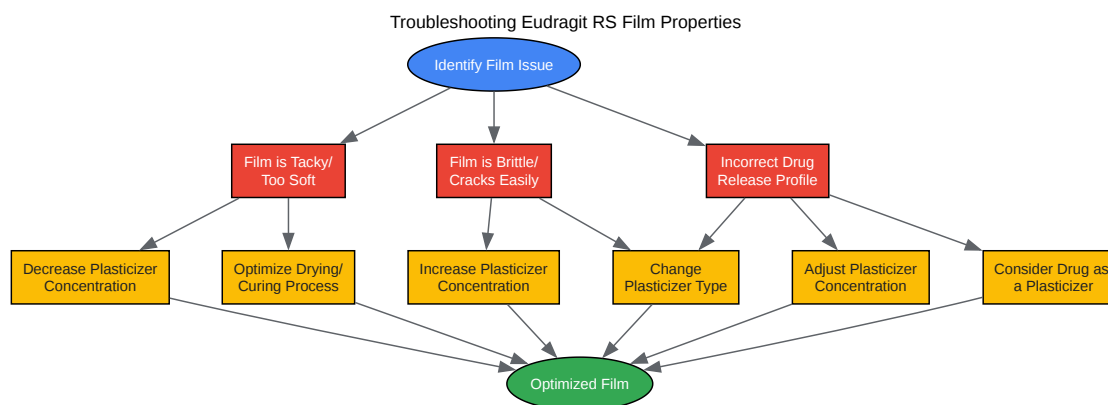 Troubleshooting Eudragit RS Film Properties
Identify Film Issue
Film is Tacky/
Too Soft
Film is Brittle/
Cracks Easily
Incorrect Drug
Release Profile
Decrease Plasticizer
Concentration
Optimize Drying/
Curing Process
Increase Plasticizer
Concentration
Change
Plasticizer Type
Adjust Plasticizer
Concentration
Consider Drug as
a Plasticizer
Optimized Film